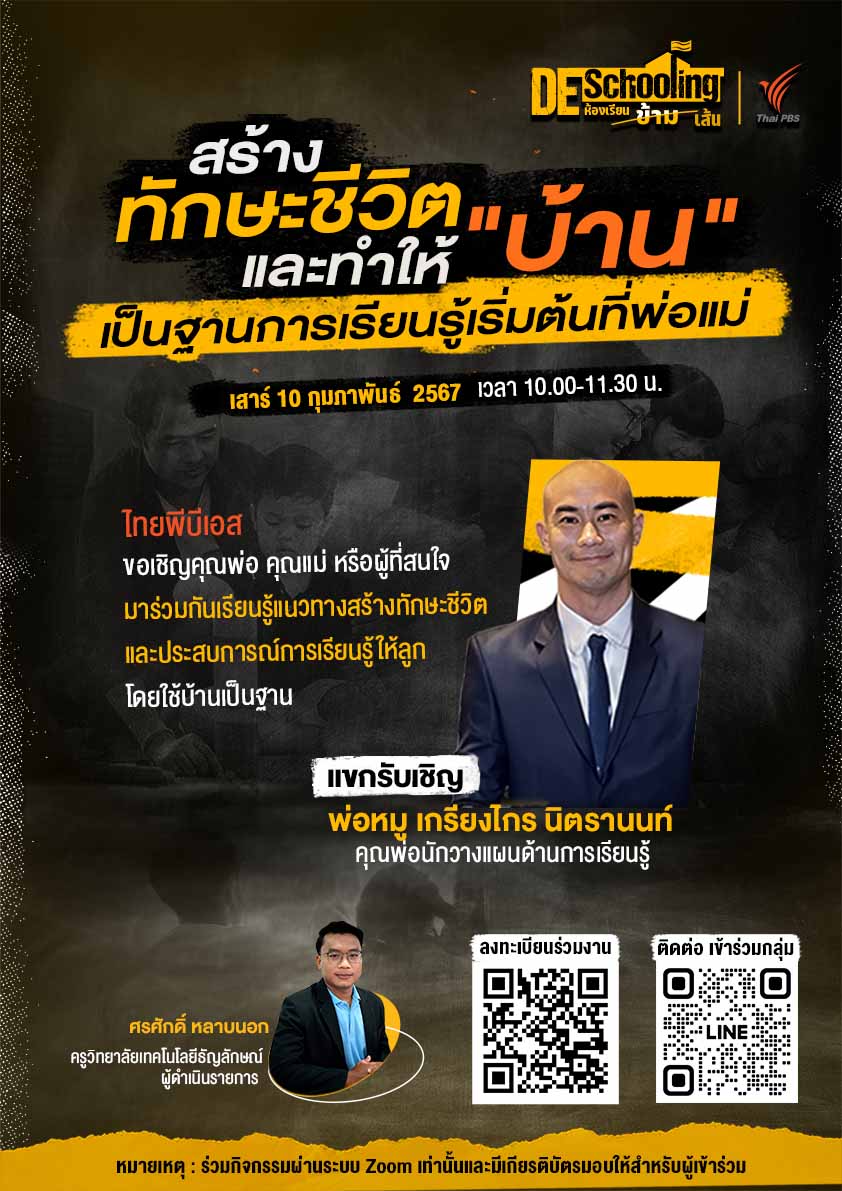 DESchooling
ห้องเรียน ข้าม เส้น
Thai PBS
สร้าง
ทักษะชีวิต
และทำให้ "บ้าน"
เป็นฐานการเรียนรู้เริ่มต้นที่พ่อแม่
เสาร์ 10 กุมภาพันธ์ 2567 เวลา 10.00-11.30 น.
ไทยพีบีเอส
ขอเชิญคุณพ่อ คุณแม่ หรือผู้ที่สนใจ
มาร่วมกันเรียนรู้แนวทางสร้างทักษะชีวิต
และประสบการณ์การเรียนรู้ให้ลูก
โดยใช้บ้านเป็นฐาน
แขกรับเชิญ
พ่อหมู เกรียงไกร นิตรานนท์
คุณพ่อนักวางแผนด้านการเรียนรู้
ศรศักดิ์ หลาบนอก
ครูวิทยาลัยเทคโนโลยีธัญลักษณ์
ผู้ดำเนินรายการ
ลงทะเบียนร่วมงาน
ติดต่อ เข้าร่วมกลุ่ม
LINE
หมายเหตุ : ร่วมกิจกรรมผ่านระบบ Zoom เท่านั้นและมีเกียรติบัตรมอบให้สำหรับผู้เข้าร่วม